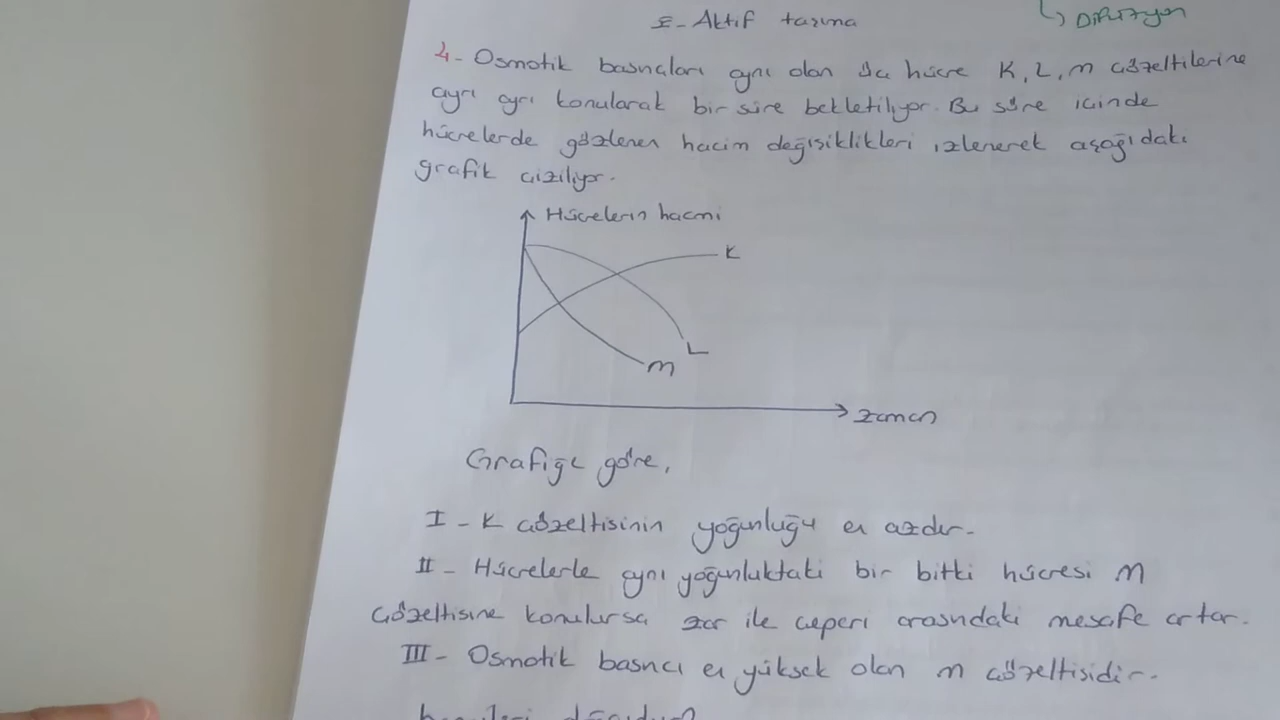 I- Aktif taşıma
↳ Difüzyon
4- Osmotik basınçları aynı olan üç hücre K, L, M çözeltilerine
ayrı ayrı konularak bir süre bekletiliyor. Bu süre içinde
hücrelerde gözlenen hacim değişiklikleri izlenerek aşağıdaki
grafik çiziliyor.
Hücrelerin hacmi
K
L
M
zaman
Grafiğe göre,
I - K çözeltisinin yoğunluğu en azdır.
II - Hücrelerle aynı yoğunluktaki bir bitki hücresi M
çözeltisine konulursa zar ile çeperi arasındaki mesafe artar.
III- Osmotik basıncı en yüksek olan M çözeltisidir.